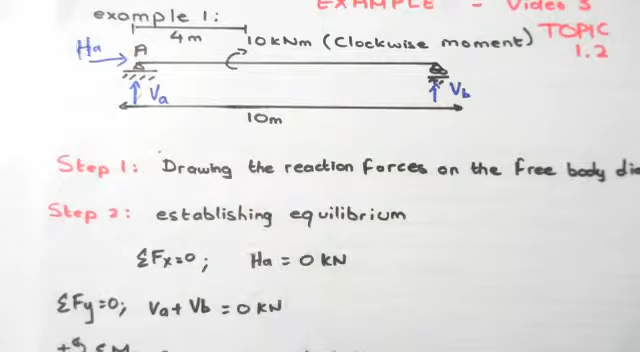 EXAMPLE - Video 3
example 1:
TOPIC 1.2
4m
10kNm (Clockwise moment)
Ha
A
Va
Vb
10m
Step 1: Drawing the reaction forces on the free body
Step 2: establishing equilibrium
ΣFx=0; Ha = 0 kN
ΣFy=0; Va + Vb = 0 kN